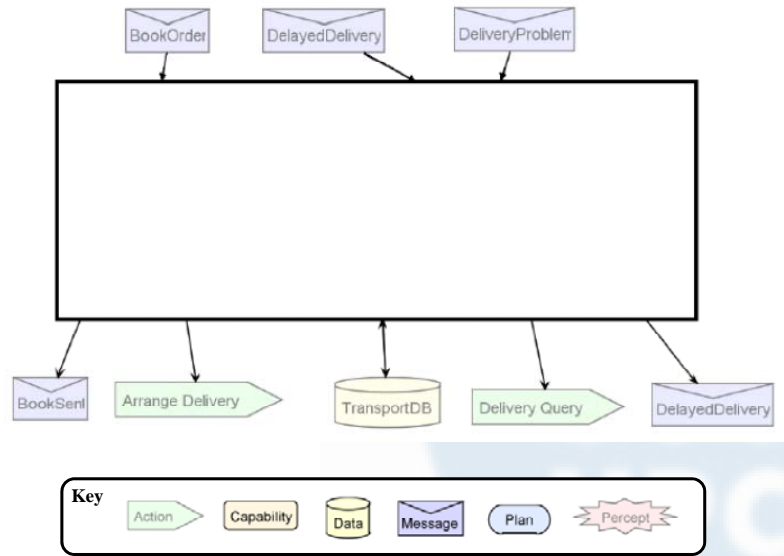 BookOrder
DelayedDelivery
DeliveryProblem
BookSent
Arrange Delivery
TransportDB
Delivery Query
DelayedDelivery
Key
Action
Capability
Data
Message
Plan
Percept